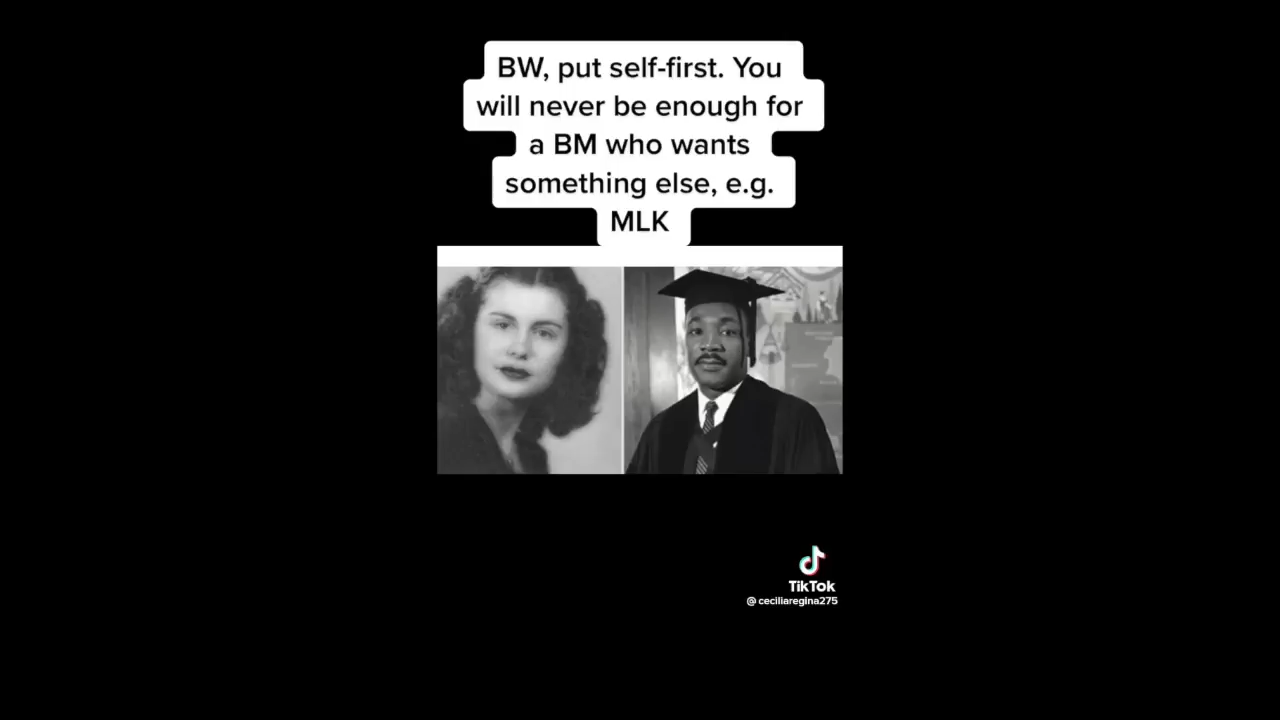 BW, put self-first. You
will never be enough for
a BM who wants
something else, e.g.
MLK
TikTok
@ceciliaregina275